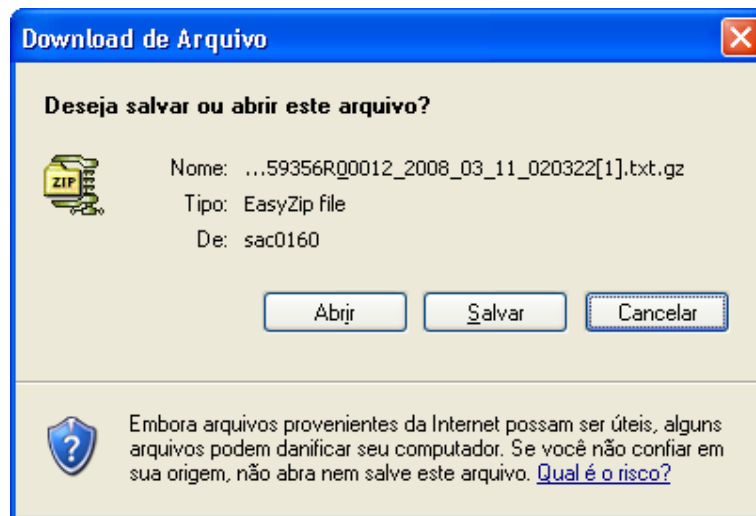 Download de Arquivo
Deseja salvar ou abrir este arquivo?
ZIP
Nome: ...59356R00012_2008_03_11_020322[1].txt.gz
Tipo: EasyZip file
De: sac0160
Abrir Salvar Cancelar
Embora arquivos provenientes da Internet possam ser úteis, alguns
arquivos podem danificar seu computador. Se você não confiar em
sua origem, não abra nem salve este arquivo. Qual é o risco?